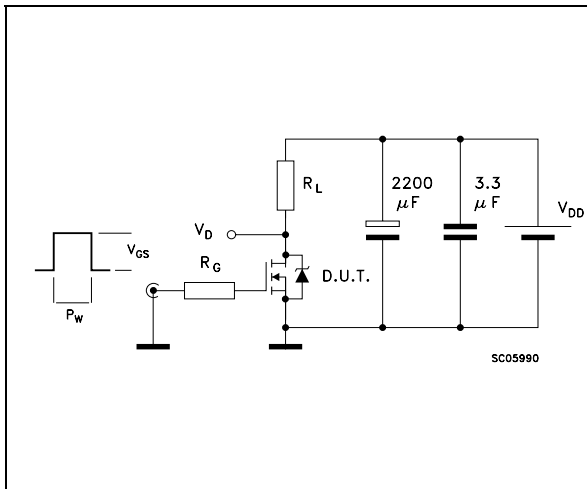 R_L
2200
µF
3.3
µF
V_DD
V_D
V_GS
R_G
D.U.T.
P_W
SC05990